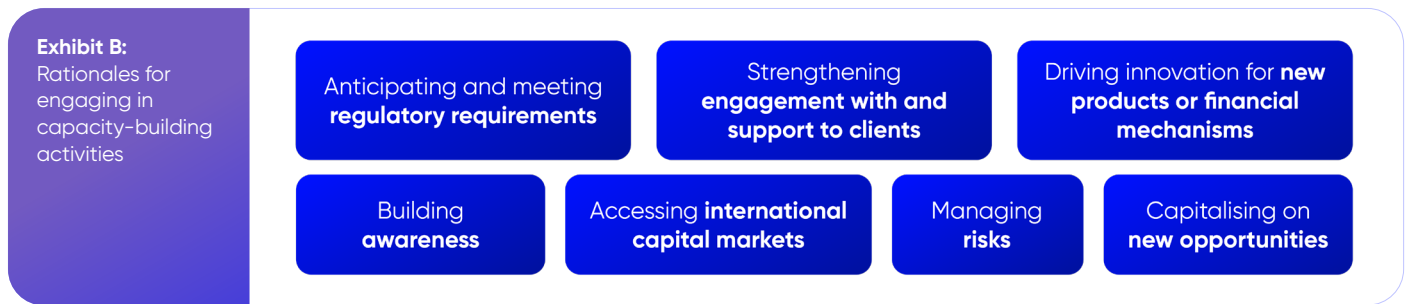 Exhibit B:
Rationales for
engaging in
capacity-building
activities
Anticipating and meeting
regulatory requirements
Strengthening
engagement with and
support to clients
Driving innovation for new
products or financial
mechanisms
Building
awareness
Accessing international
capital markets
Managing
risks
Capitalising on
new opportunities